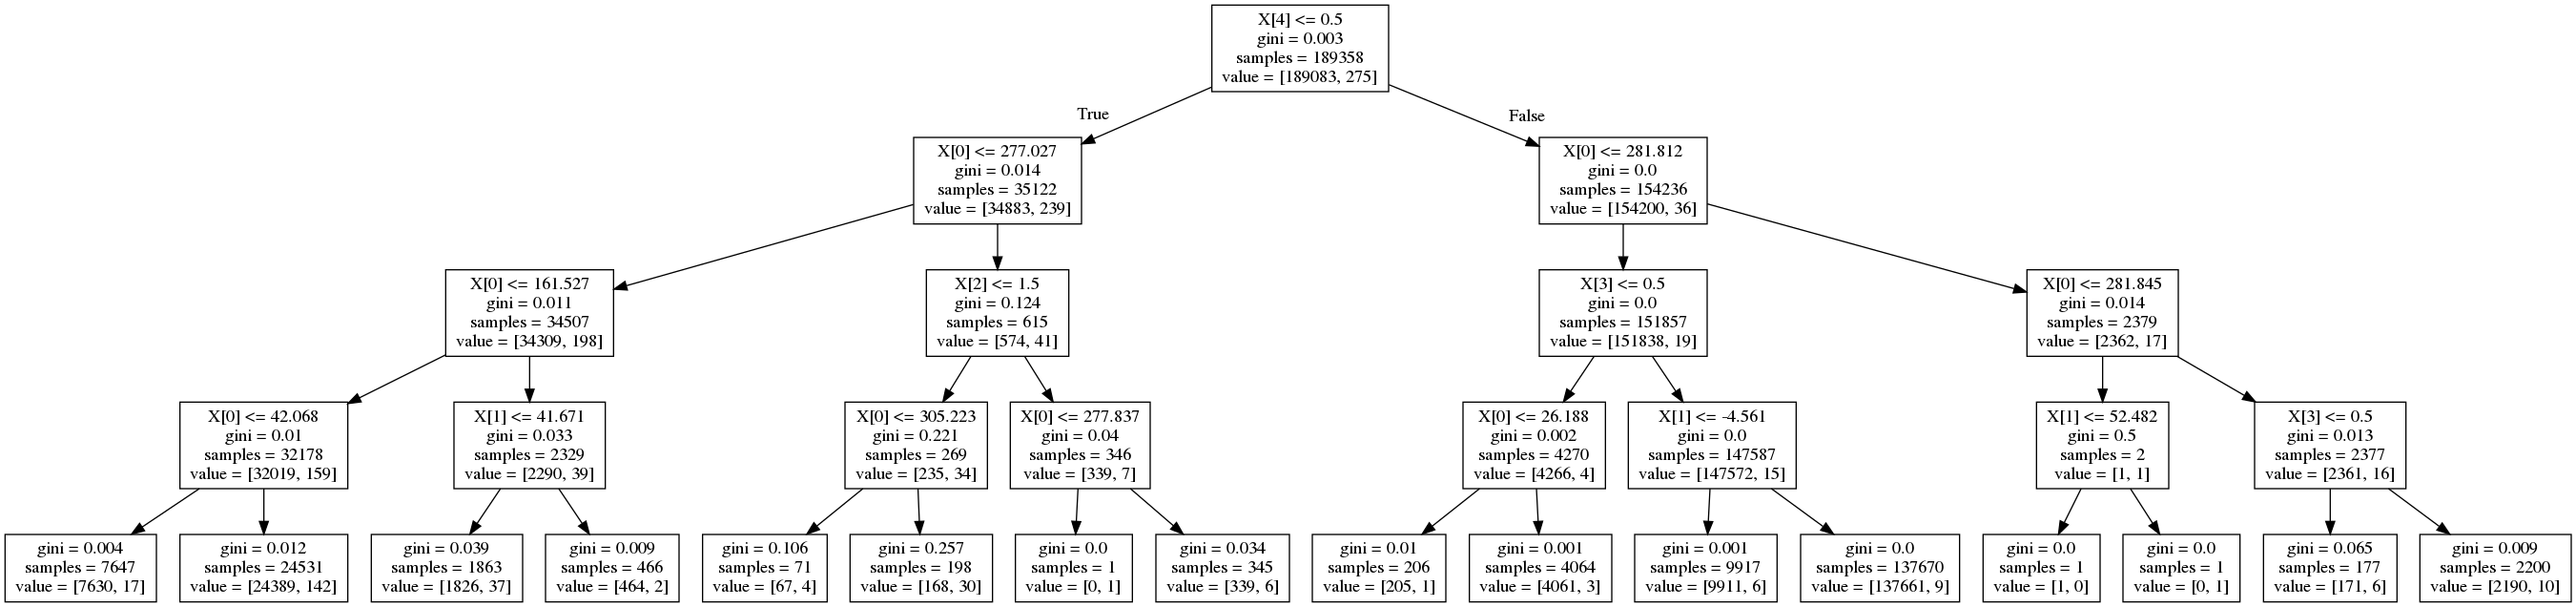 X[4] <= 0.5
gini = 0.003
samples = 189358
value = [189083, 275]
True
False
X[0] <= 277.027
gini = 0.014
samples = 35122
value = [34883, 239]
X[0] <= 281.812
gini = 0.0
samples = 154236
value = [154200, 36]
X[0] <= 161.527
gini = 0.011
samples = 34507
value = [34309, 198]
X[2] <= 1.5
gini = 0.124
samples = 615
value = [574, 41]
X[3] <= 0.5
gini = 0.0
samples = 151857
value = [151838, 19]
X[0] <= 281.845
gini = 0.014
samples = 2379
value = [2362, 17]
X[0] <= 42.068
gini = 0.01
samples = 32178
value = [32019, 159]
X[1] <= 41.671
gini = 0.033
samples = 2329
value = [2290, 39]
X[0] <= 305.223
gini = 0.221
samples = 269
value = [235, 34]
X[0] <= 277.837
gini = 0.04
samples = 346
value = [339, 7]
X[0] <= 26.188
gini = 0.002
samples = 4270
value = [4266, 4]
X[1] <= -4.561
gini = 0.0
samples = 147587
value = [147572, 15]
X[1] <= 52.482
gini = 0.5
samples = 2
value = [1, 1]
X[3] <= 0.5
gini = 0.013
samples = 2377
value = [2361, 16]
gini = 0.004
samples = 7647
value = [7630, 17]
gini = 0.012
samples = 24531
value = [24389, 142]
gini = 0.039
samples = 1863
value = [1826, 37]
gini = 0.009
samples = 466
value = [464, 2]
gini = 0.106
samples = 71
value = [67, 4]
gini = 0.257
samples = 198
value = [168, 30]
gini = 0.0
samples = 1
value = [0, 1]
gini = 0.034
samples = 345
value = [339, 6]
gini = 0.01
samples = 206
value = [205, 1]
gini = 0.001
samples = 4064
value = [4061, 3]
gini = 0.001
samples = 9917
value = [9911, 6]
gini = 0.0
samples = 137670
value = [137661, 9]
gini = 0.0
samples = 1
value = [1, 0]
gini = 0.0
samples = 1
value = [0, 1]
gini = 0.065
samples = 177
value = [171, 6]
gini = 0.009
samples = 2200
value = [2190, 10]